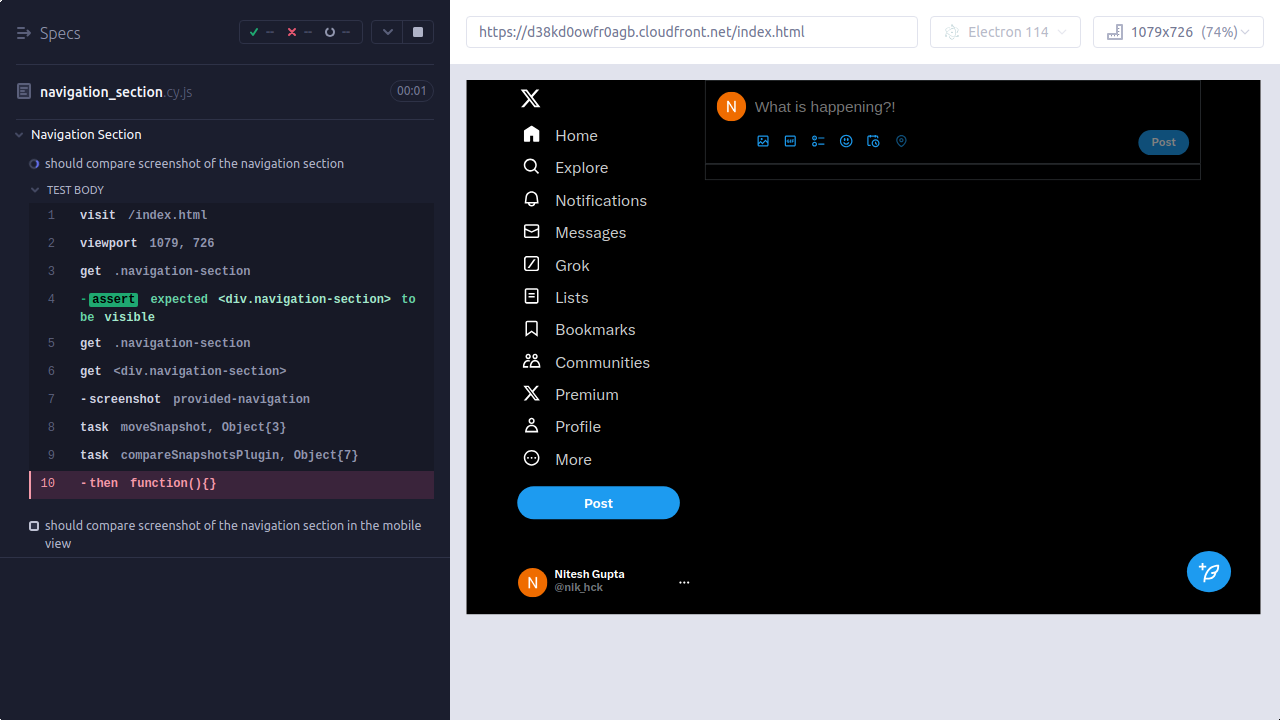 Specs
-- -- --
navigation_section.cy.js
00:01
Navigation Section
should compare screenshot of the navigation section
TEST BODY
1 visit /index.html
2 viewport 1079, 726
3 get .navigation-section
4 -assert expected <div.navigation-section> to
be visible
5 get .navigation-section
6 get <div.navigation-section>
7 -screenshot provided-navigation
8 task moveSnapshot, Object{3}
9 task compareSnapshotsPlugin, Object{7}
10 -then function(){}
should compare screenshot of the navigation section in the mobile
view
https://d38kd0owfr0agb.cloudfront.net/index.html
Electron 114
1079x726 (74%)
Home
Explore
Notifications
Messages
Grok
Lists
Bookmarks
Communities
Premium
Profile
More
Post
N
Nitesh Gupta
@nik_hck
...
N
What is happening?!
GIF
Post